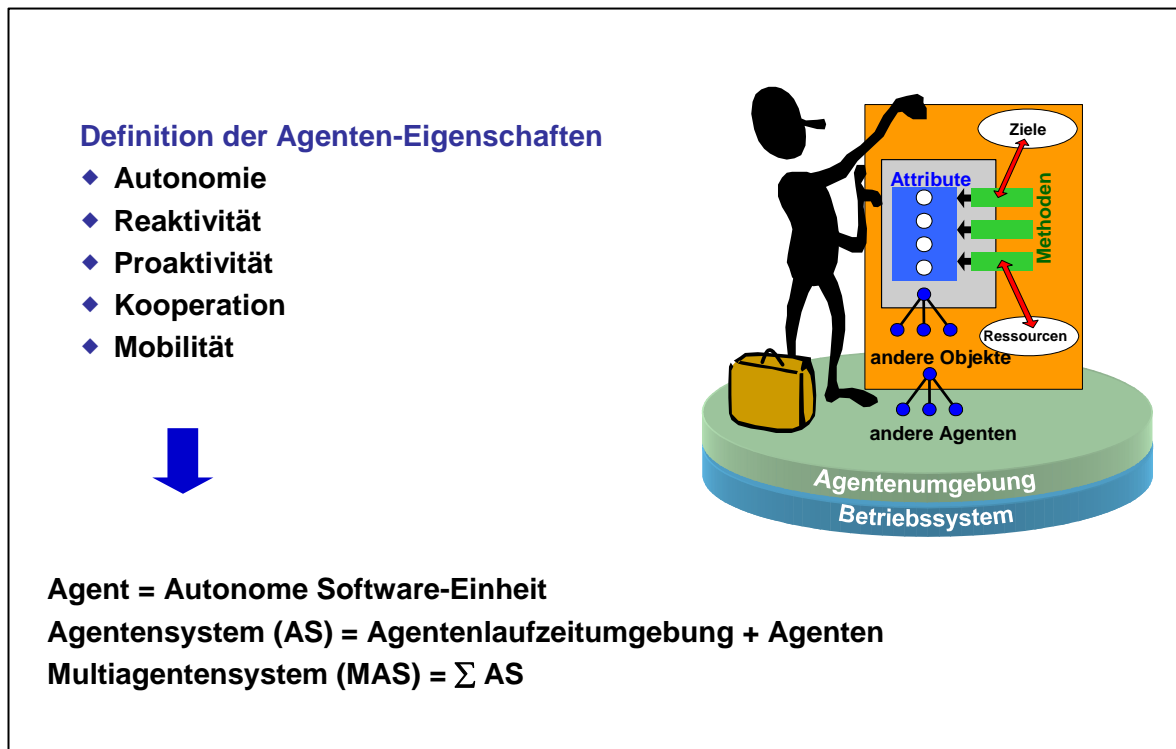 Definition der Agenten-Eigenschaften
Autonomie
Reaktivität
Proaktivität
Kooperation
Mobilität
Ziele
Attribute
Methoden
Ressourcen
andere Objekte
andere Agenten
Agentenumgebung
Betriebssystem
Agent = Autonome Software-Einheit
Agentensystem (AS) = Agentenlaufzeitumgebung + Agenten
Multiagentensystem (MAS) = ∑ AS